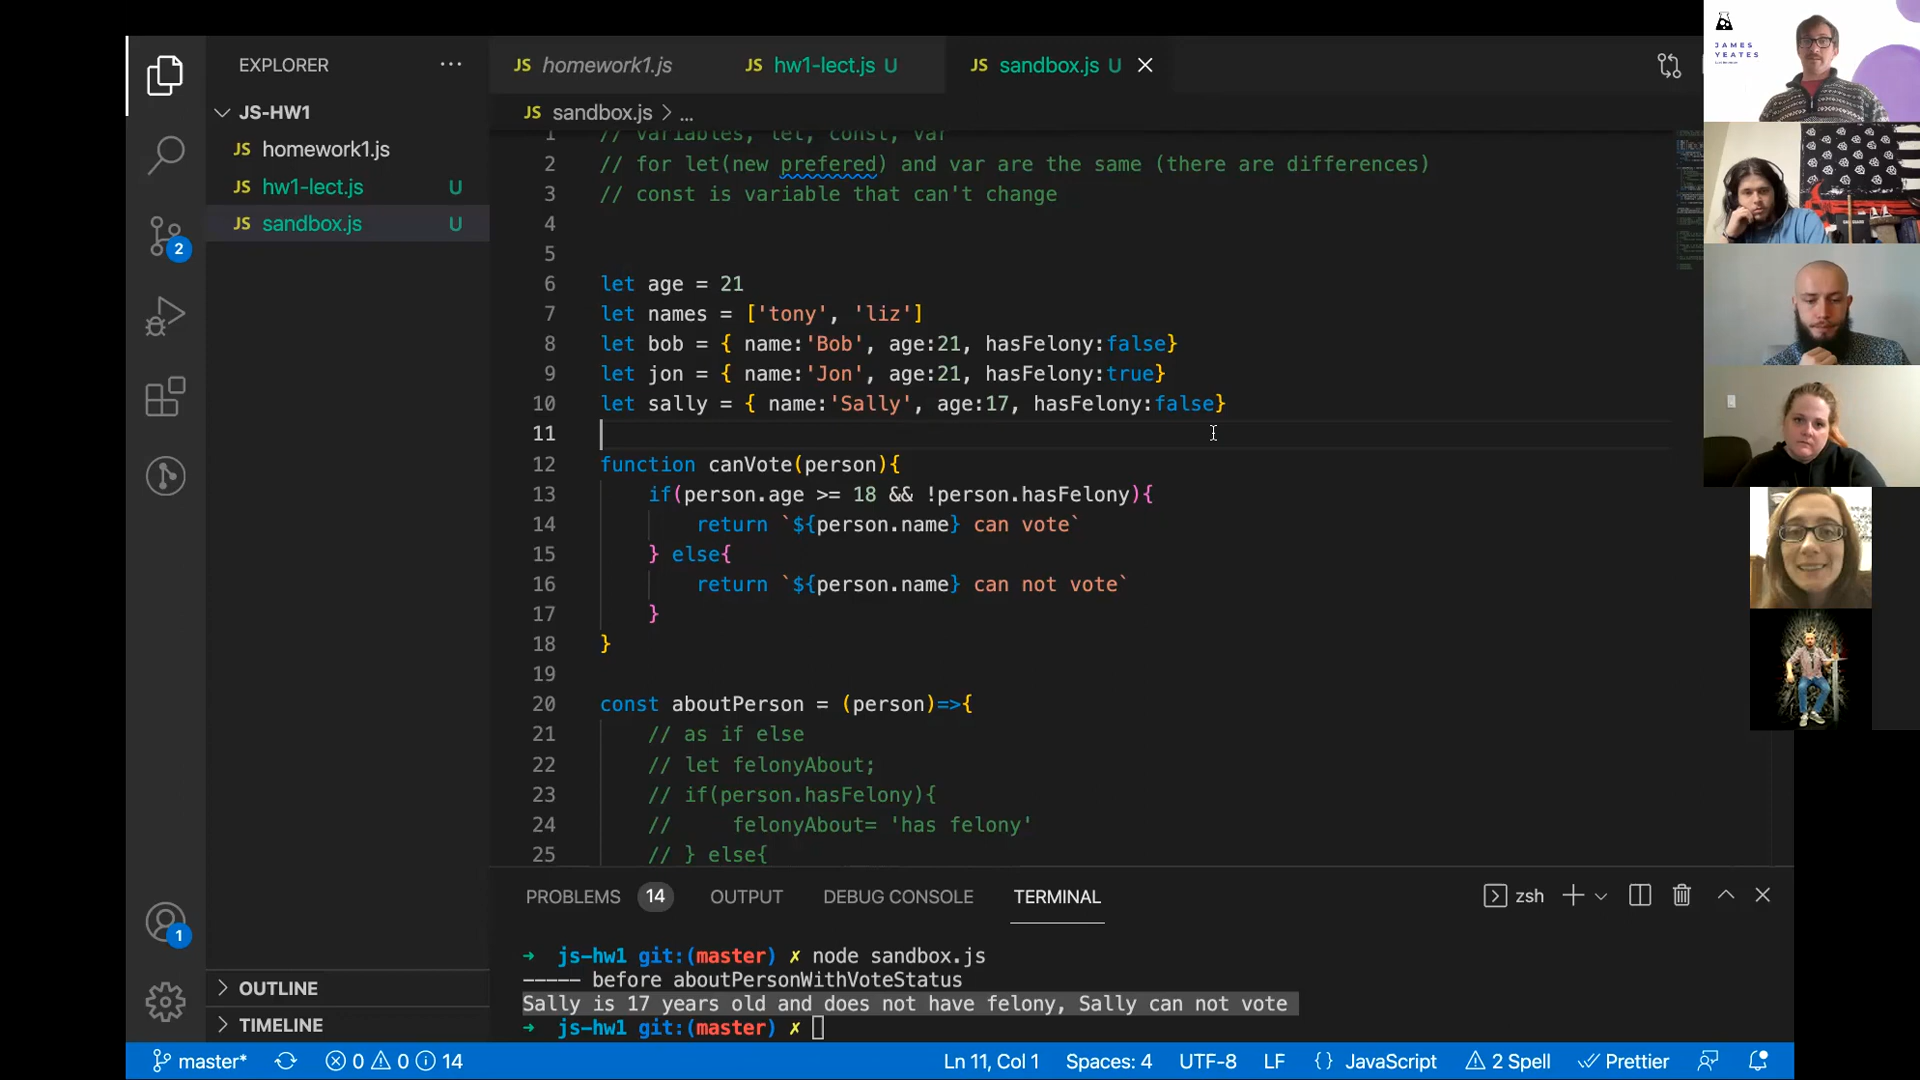 EXPLORER ...
JS-HW1
JS homework1.js
JS hw1-lect.js U
JS sandbox.js U
OUTLINE
TIMELINE
2
1
JS homework1.js JS hw1-lect.js U JS sandbox.js U
JS sandbox.js > ...
1 // variables, let, const, var
2 // for let(new prefered) and var are the same (there are differences)
3 // const is variable that can't change
4
5
6 let age = 21
7 let names = ['tony', 'liz']
8 let bob = { name:'Bob', age:21, hasFelony:false}
9 let jon = { name:'Jon', age:21, hasFelony:true}
10 let sally = { name:'Sally', age:17, hasFelony:false}
11
12 function canVote(person){
13 if(person.age >= 18 && !person.hasFelony){
14 return `${person.name} can vote`
15 } else{
16 return `${person.name} can not vote`
17 }
18 }
19
20 const aboutPerson = (person)=>{
21 // as if else
22 // let felonyAbout;
23 // if(person.hasFelony){
24 // felonyAbout= 'has felony'
25 // } else{
PROBLEMS 14 OUTPUT DEBUG CONSOLE TERMINAL zsh
→ js-hw1 git:(master) ✗ node sandbox.js
----- before aboutPersonWithVoteStatus
Sally is 17 years old and does not have felony, Sally can not vote
→ js-hw1 git:(master) ✗
master* 0 0 14 Ln 11, Col 1 Spaces: 4 UTF-8 LF {} JavaScript 2 Spell Prettier
JAMES
YEATES